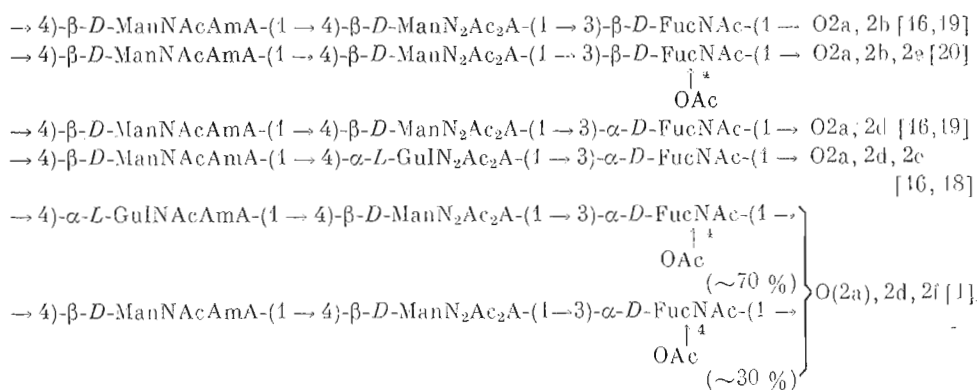 → 4)-β-D-ManNAcAmA-(1 → 4)-β-D-ManN₂Ac₂A-(1 → 3)-β-D-FucNAc-(1 — O2a, 2b [16,19]
→ 4)-β-D-ManNAcAmA-(1 → 4)-β-D-ManN₂Ac₂A-(1 → 3)-β-D-FucNAc-(1 → O2a, 2b, 2e [20]
↑ 4
OAc
→ 4)-β-D-ManNAcAmA-(1 → 4)-β-D-ManN₂Ac₂A-(1 → 3)-α-D-FucNAc-(1 → O2a, 2d [16,19]
→ 4)-β-D-ManNAcAmA-(1 → 4)-α-L-GulN₂Ac₂A-(1 → 3)-α-D-FucNAc-(1 → O2a, 2d, 2e
[16, 18]
→ 4)-α-L-GulNAcAmA-(1 → 4)-β-D-ManN₂Ac₂A-(1 → 3)-α-D-FucNAc-(1 →
↑ 4
OAc
(~70 %)
O(2a), 2d, 2f [1].
→ 4)-β-D-ManNAcAmA-(1 → 4)-β-D-ManN₂Ac₂A-(1→3)-α-D-FucNAc-(1 →
↑ 4
OAc
(~30 %)